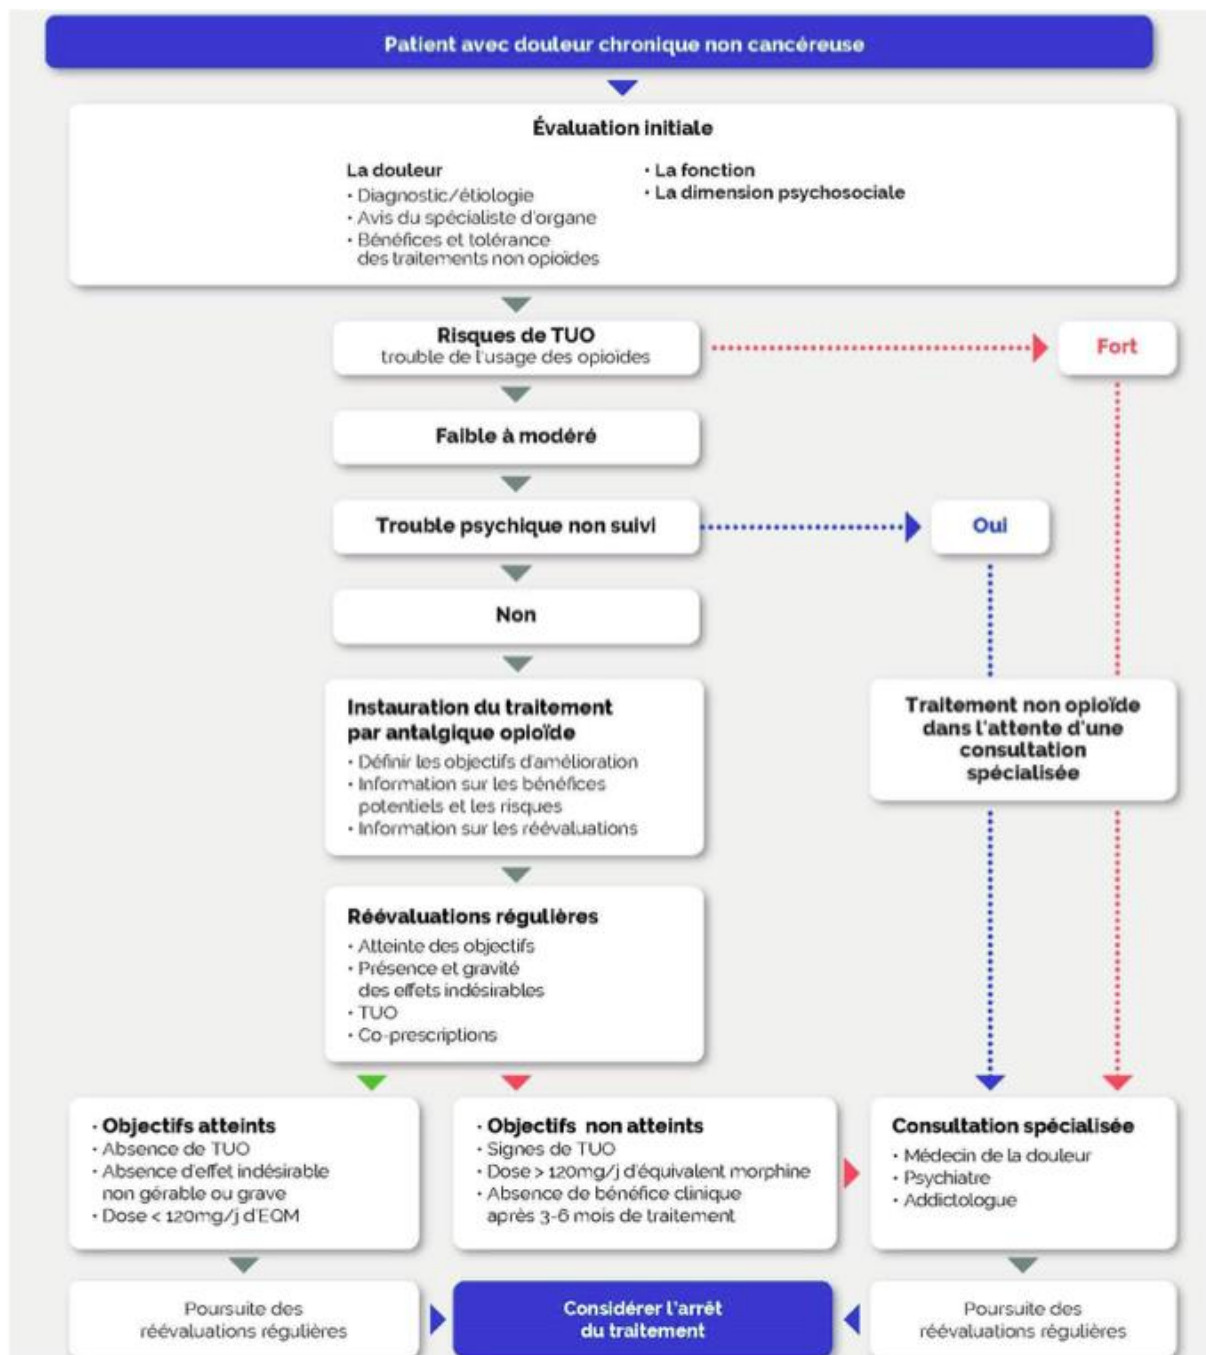 Patient avec douleur chronique non cancéreuse
Évaluation initiale
La douleur
• Diagnostic/étiologie
• Avis du spécialiste d'organe
• Bénéfices et tolérance
des traitements non opioïdes
• La fonction
• La dimension psychosociale
Risques de TUO
trouble de l'usage des opioïdes
Fort
Faible à modéré
Trouble psychique non suivi
Oui
Non
Instauration du traitement
par antalgique opioïde
• Définir les objectifs d'amélioration
• Information sur les bénéfices
potentiels et les risques
• Information sur les réévaluations
Traitement non opioïde
dans l'attente d'une
consultation
spécialisée
Réévaluations régulières
• Atteinte des objectifs
• Présence et gravité
des effets indésirables
• TUO
• Co-prescriptions
• Objectifs atteints
• Absence de TUO
• Absence d'effet indésirable
non gérable ou grave
• Dose < 120mg/j d'EQM
• Objectifs non atteints
• Signes de TUO
• Dose > 120mg/j d'équivalent morphine
• Absence de bénéfice clinique
après 3-6 mois de traitement
Consultation spécialisée
• Médecin de la douleur
• Psychiatre
• Addictologue
Poursuite des
réévaluations régulières
Considérer l'arrêt
du traitement
Poursuite des
réévaluations régulières